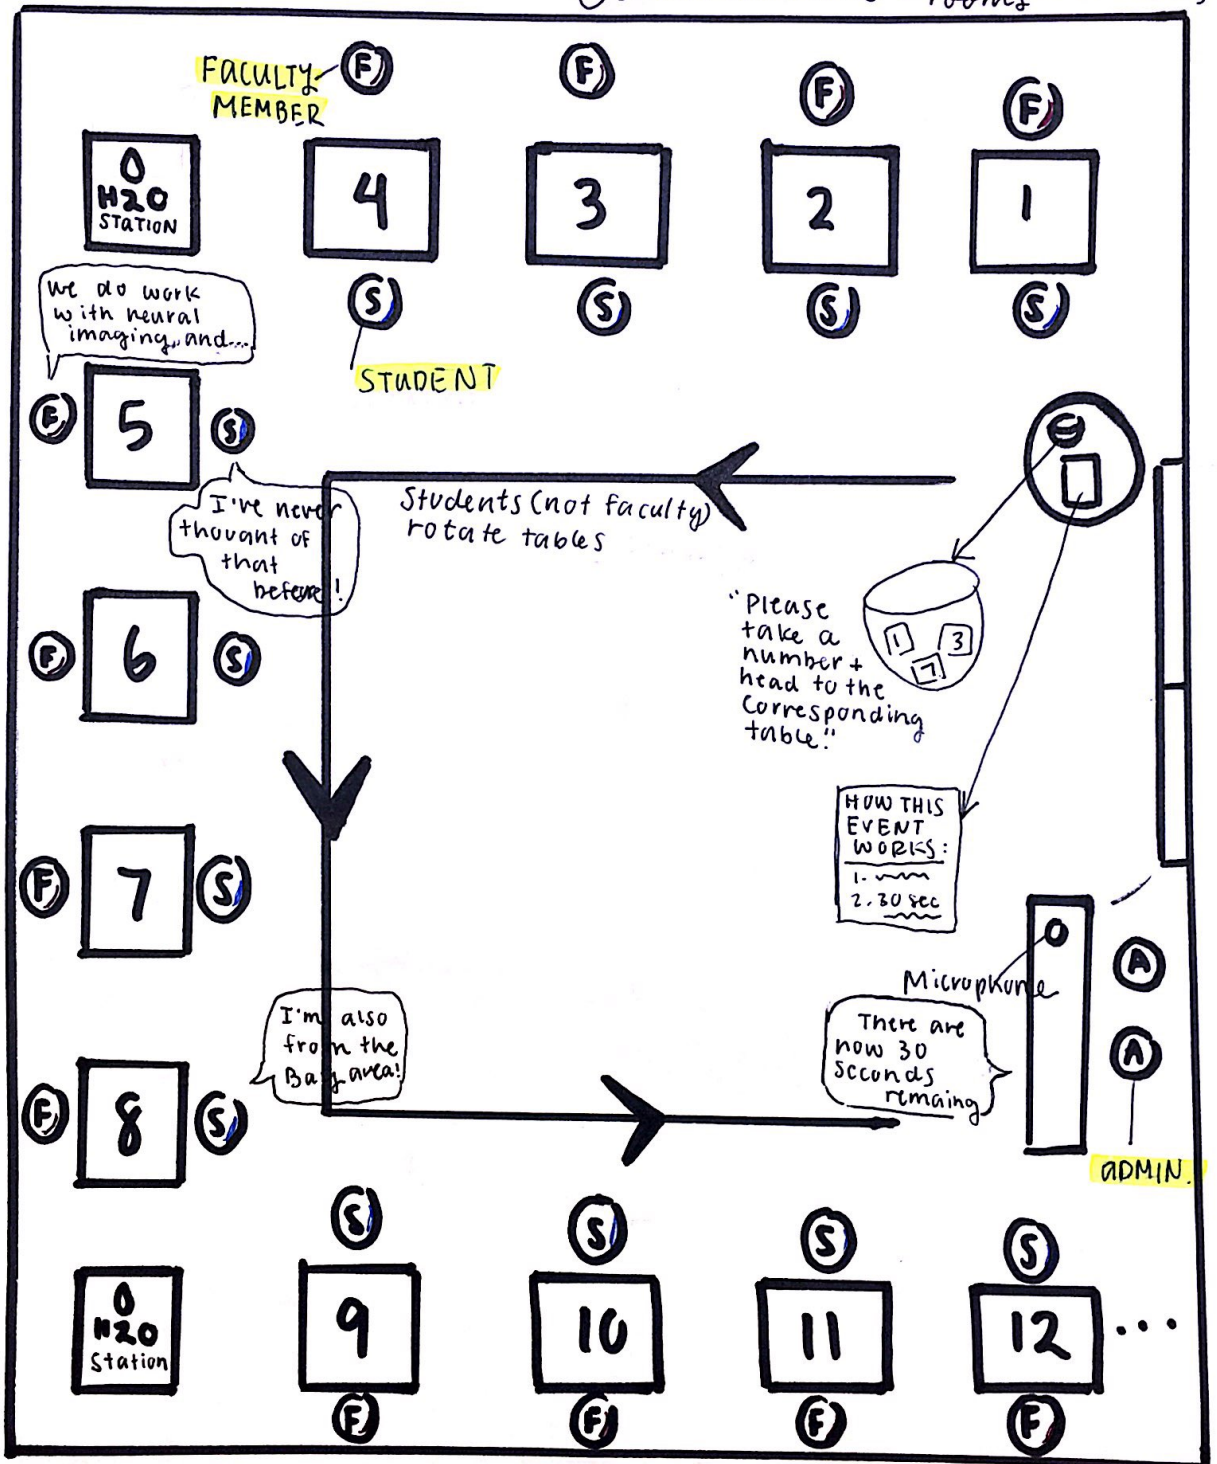 rooms
FACULTY
MEMBER
F
F
F
F
H2O
STATION
4
3
2
1
S
S
S
S
STUDENT
we do work
with neural
imaging, and...
F
5
S
I've never
thouant of
that
before!
Students (not faculty)
rotate tables
"Please
take a
number +
head to the
corresponding
table."
1
3
7
F
6
S
HOW THIS
EVENT
WORKS:
1.
2. 30 sec
F
7
S
Microphone
A
A
ADMIN.
There are
now 30
seconds
remaing
I'm also
from the
Bay area!
F
8
S
S
S
S
S
H2O
Station
9
10
11
12
...
F
F
F
F